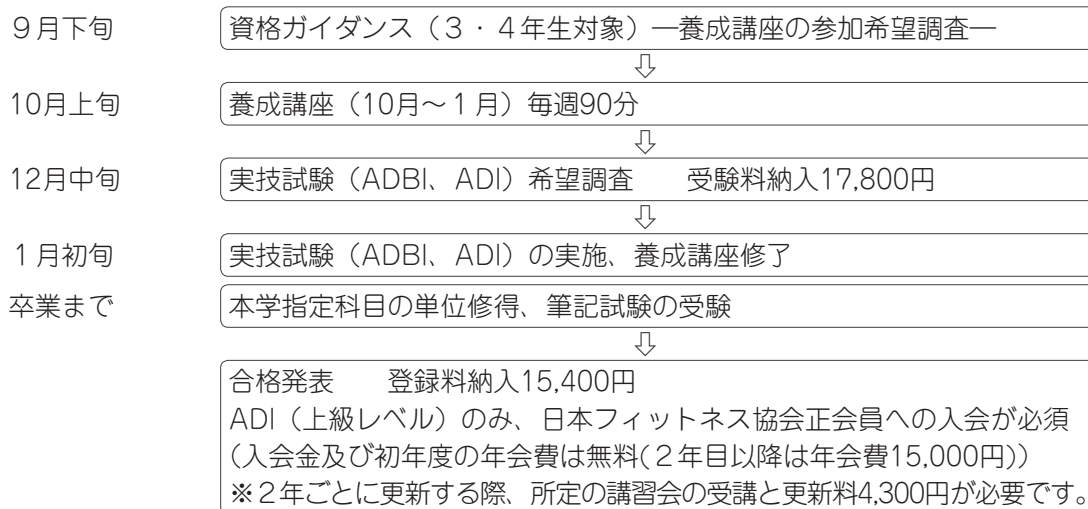 ９月下旬 資格ガイダンス（３・４年生対象）―養成講座の参加希望調査―
⇩
10月上旬 養成講座（10月～１月）毎週90分
⇩
12月中旬 実技試験（ADBI、ADI）希望調査　　受験料納入17,800円
⇩
１月初旬 実技試験（ADBI、ADI）の実施、養成講座修了
卒業まで 本学指定科目の単位修得、筆記試験の受験
⇩
合格発表　　登録料納入15,400円
ADI（上級レベル）のみ、日本フィットネス協会正会員への入会が必須
(入会金及び初年度の年会費は無料(２年目以降は年会費15,000円))
※２年ごとに更新する際、所定の講習会の受講と更新料4,300円が必要です。